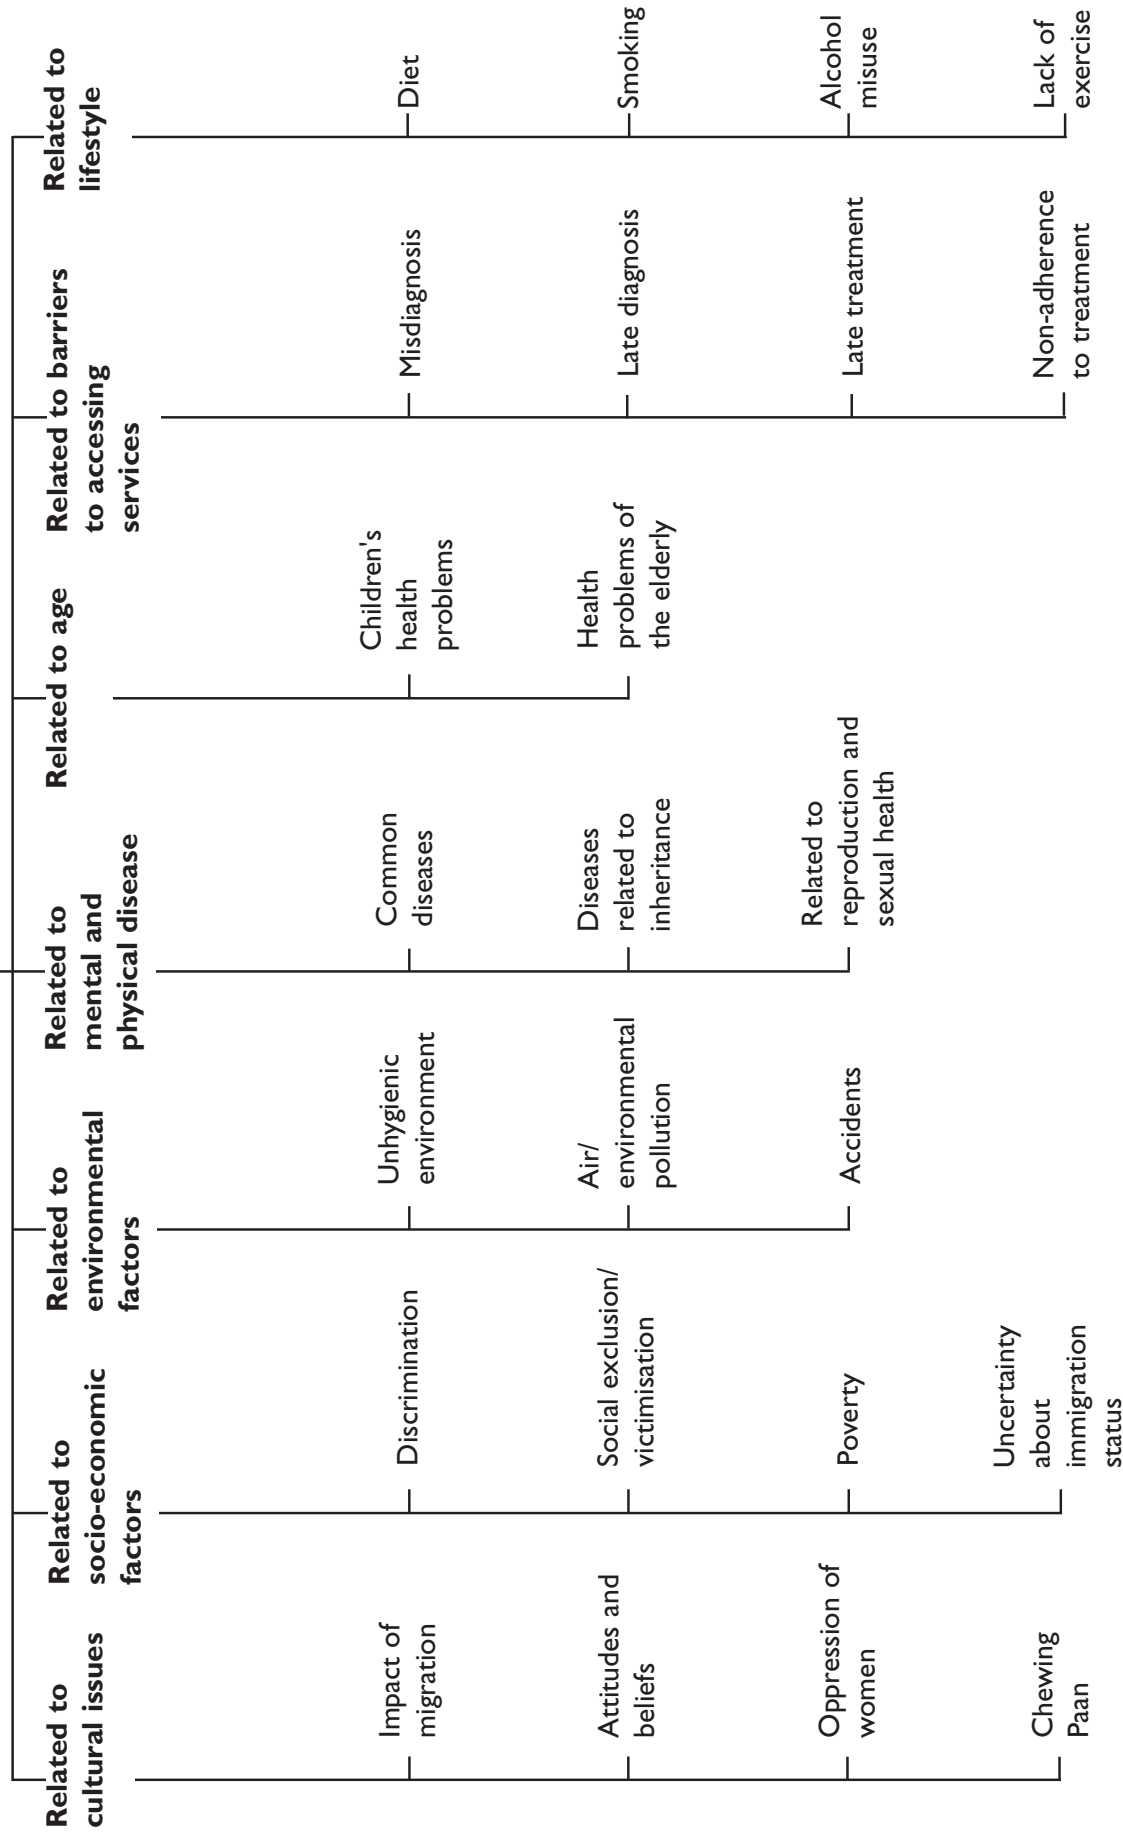 Related to
cultural issues
Impact of
migration
Attitudes and
beliefs
Oppression of
women
Chewing
Paan
Related to
socio-economic
factors
Discrimination
Social exclusion/
victimisation
Poverty
Uncertainty
about
immigration
status
Related to
environmental
factors
Unhygienic
environment
Air/
environmental
pollution
Accidents
Related to
mental and
physical disease
Common
diseases
Diseases
related to
inheritance
Related to
reproduction and
sexual health
Related to age
Children's
health
problems
Health
problems of
the elderly
Related to barriers
to accessing
services
Misdiagnosis
Late diagnosis
Late treatment
Non-adherence
to treatment
Related to
lifestyle
Diet
Smoking
Alcohol
misuse
Lack of
exercise